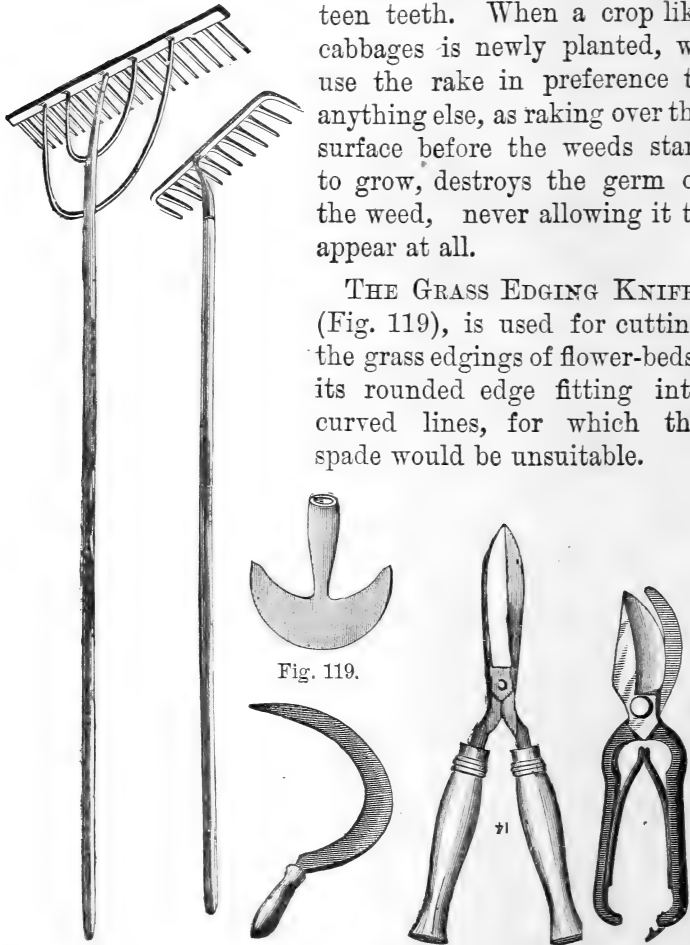 teen teeth. When a crop lik
cabbages is newly planted, w
use the rake in preference t
anything else, as raking over th
surface before the weeds star
to grow, destroys the germ o
the weed, never allowing it t
appear at all.
THE GRASS EDGING KNIFE
(Fig. 119), is used for cuttin
the grass edgings of flower-beds
its rounded edge fitting int
curved lines, for which th
spade would be unsuitable.
Fig. 119.
14